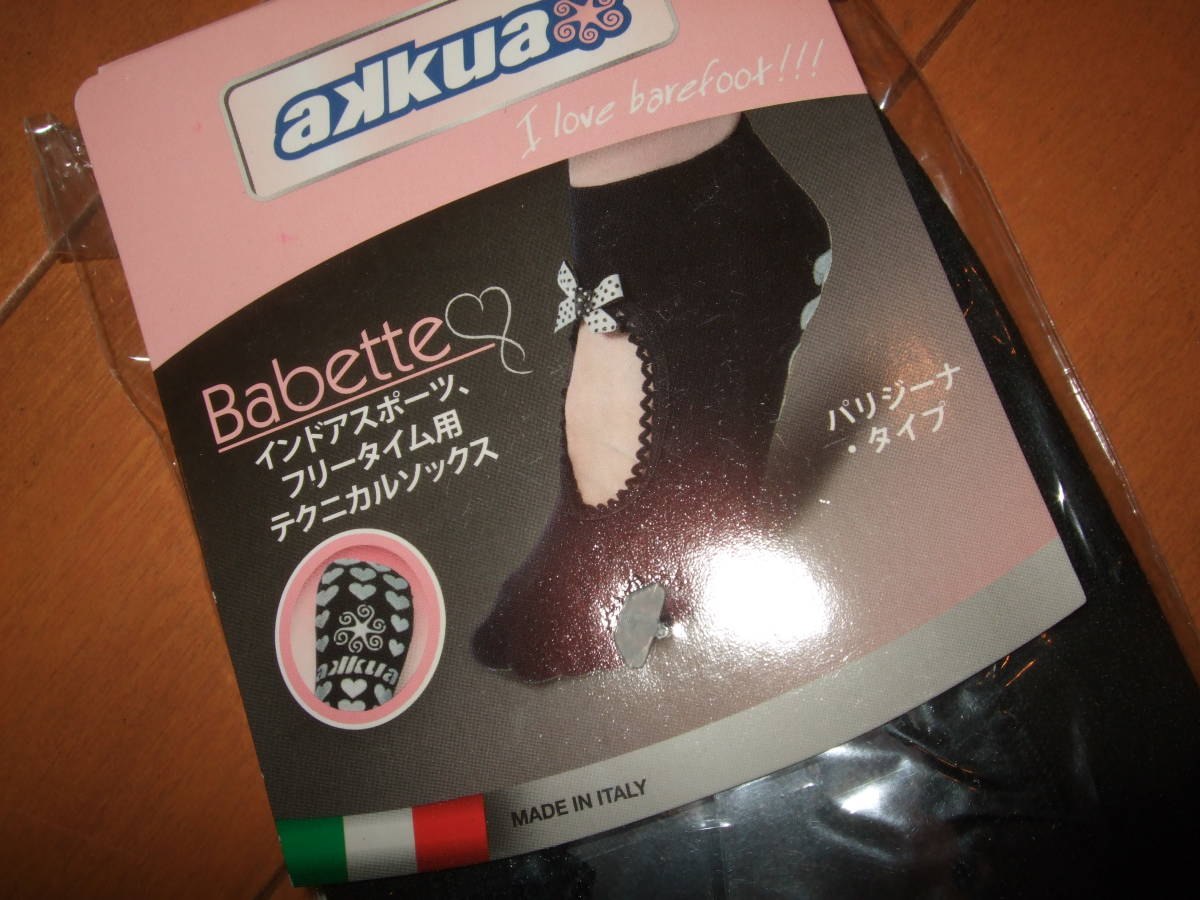 akkua
I love barefoot!!!
Babette
インドアスポーツ、
フリータイム用
テクニカルソックス
パリジーナ
・タイプ
akkua
MADE IN ITALY